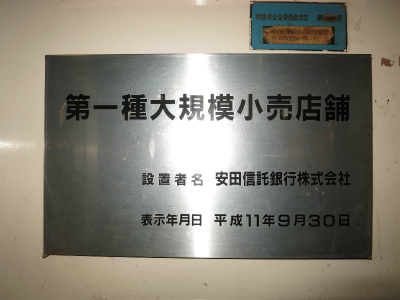 第一種大規模小売店舗
設置者名 安田信託銀行株式会社
表示年月日 平成11年9月30日